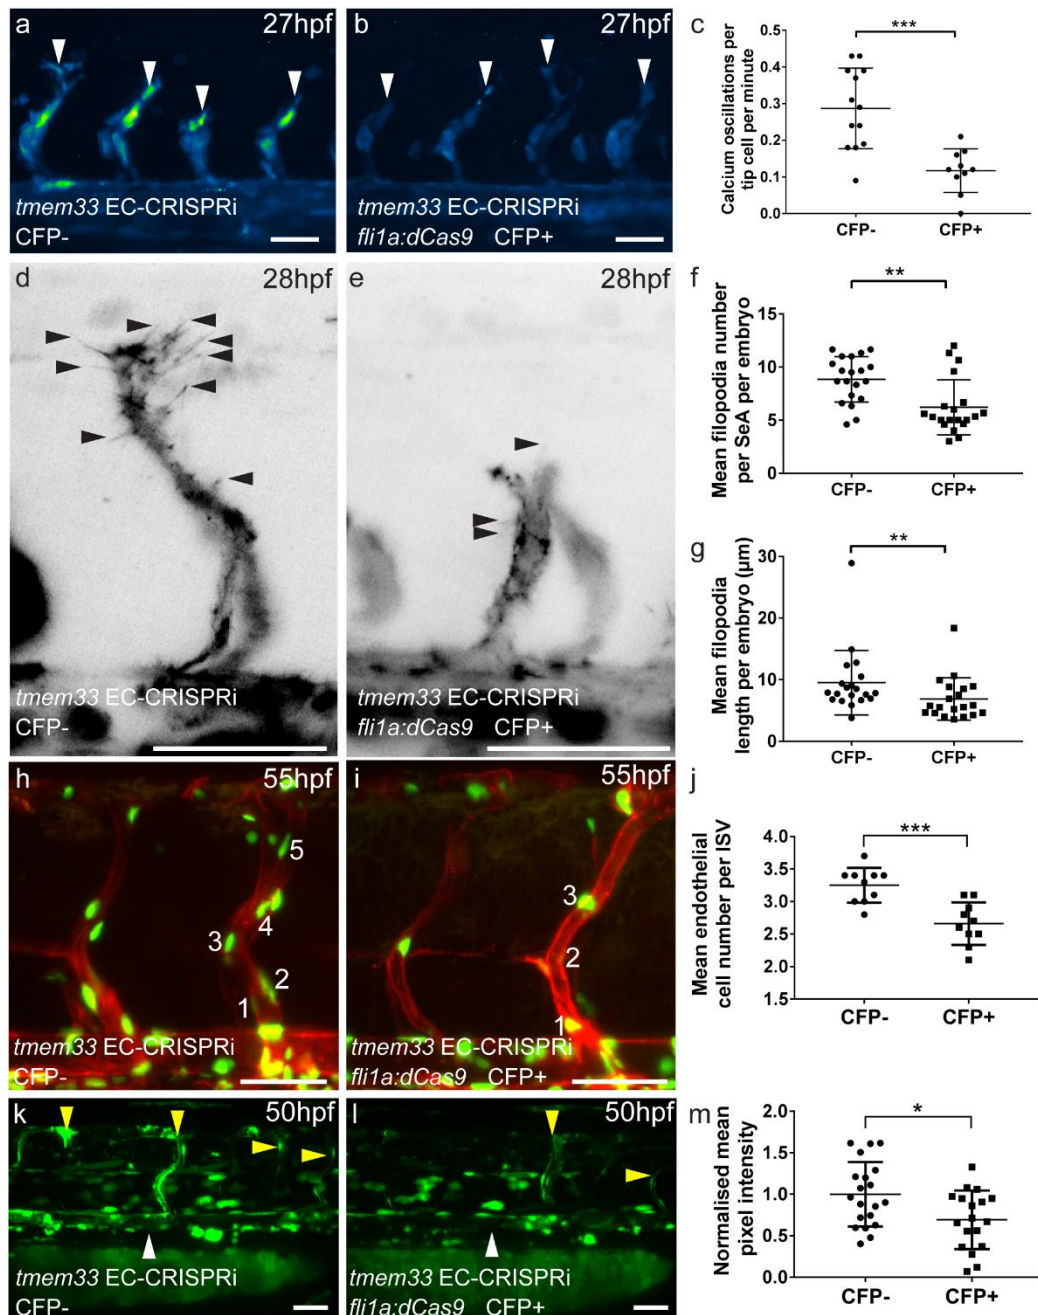 a 27hpf
tmem33 EC-CRISPRi
CFP-
b 27hpf
tmem33 EC-CRISPRi
fli1a:dCas9 CFP+
c
***
Calcium oscillations per
tip cell per minute
0.5
0.4
0.3
0.2
0.1
0.0
CFP- CFP+
d 28hpf
tmem33 EC-CRISPRi
CFP-
e 28hpf
tmem33 EC-CRISPRi
fli1a:dCas9 CFP+
f
**
Mean filopodia number
per SeA per embryo
15
10
5
0
CFP- CFP+
g
**
Mean filopodia
length per embryo (µm)
30
20
10
0
CFP- CFP+
h 55hpf
5
4
3
2
1
tmem33 EC-CRISPRi
CFP-
i 55hpf
3
2
1
tmem33 EC-CRISPRi
fli1a:dCas9 CFP+
j
***
Mean endothelial
cell number per ISV
4.0
3.5
3.0
2.5
2.0
1.5
CFP- CFP+
k 50hpf
tmem33 EC-CRISPRi
CFP-
l 50hpf
tmem33 EC-CRISPRi
fli1a:dCas9 CFP+
m
*
Normalised mean
pixel intensity
2.0
1.5
1.0
0.5
0.0
CFP- CFP+